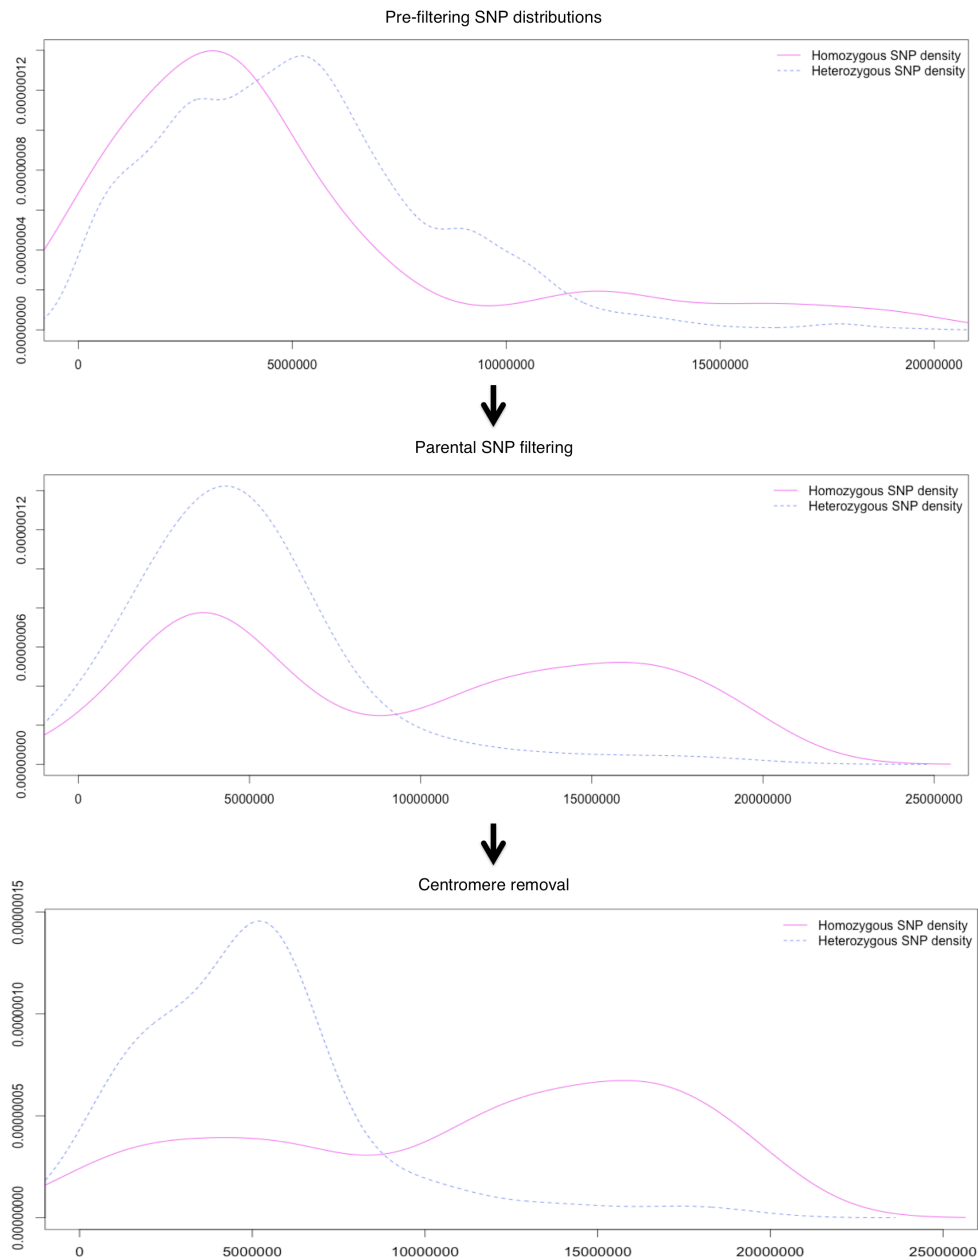 Pre-filtering SNP distributions
Homozygous SNP density
Heterozygous SNP density
0.00000012
0.00000008
0.00000004
0.00000000
0 5000000 10000000 15000000 20000000
Parental SNP filtering
Homozygous SNP density
Heterozygous SNP density
0.00000012
0.00000006
0.00000000
0 5000000 10000000 15000000 20000000 25000000
Centromere removal
Homozygous SNP density
Heterozygous SNP density
0.00000015
0.00000010
0.00000005
0.00000000
0 5000000 10000000 15000000 20000000 25000000